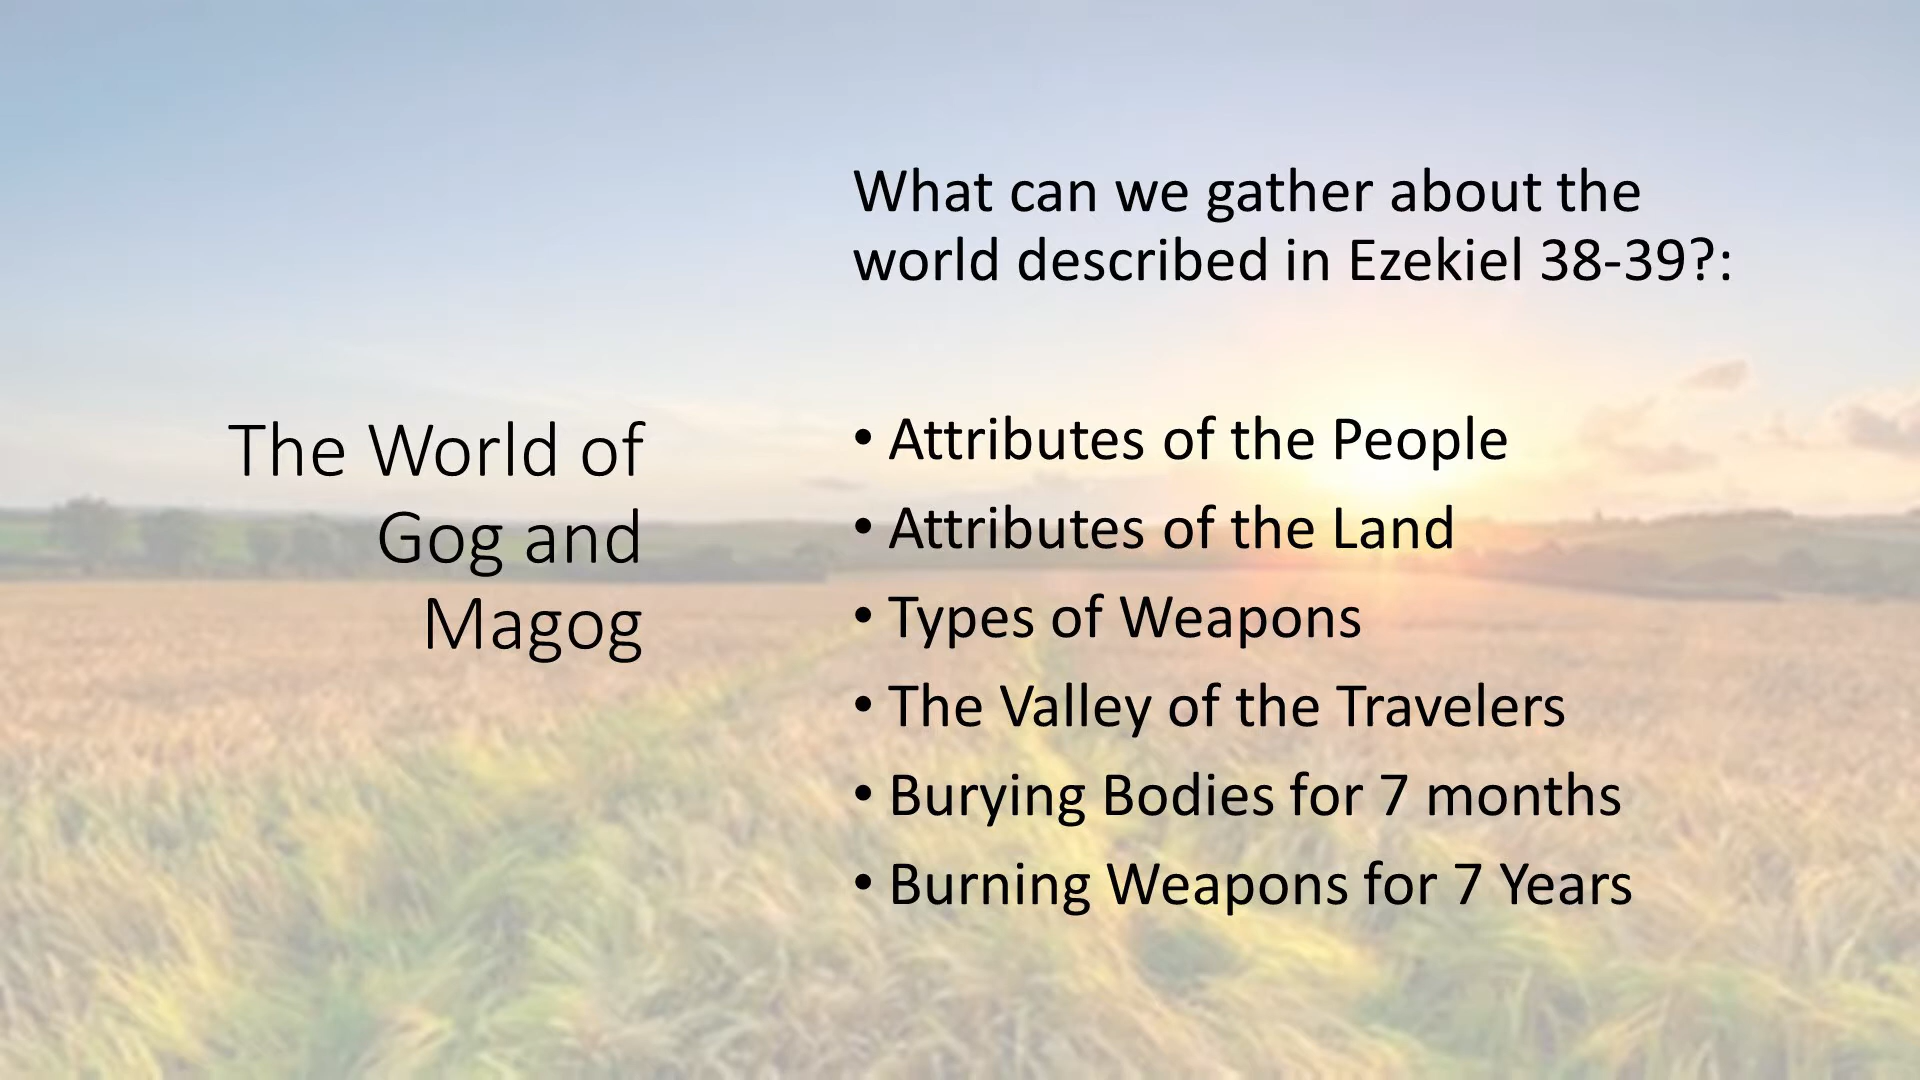 The World of
Gog and
Magog
What can we gather about the
world described in Ezekiel 38-39?:
• Attributes of the People
• Attributes of the Land
• Types of Weapons
• The Valley of the Travelers
• Burying Bodies for 7 months
• Burning Weapons for 7 Years